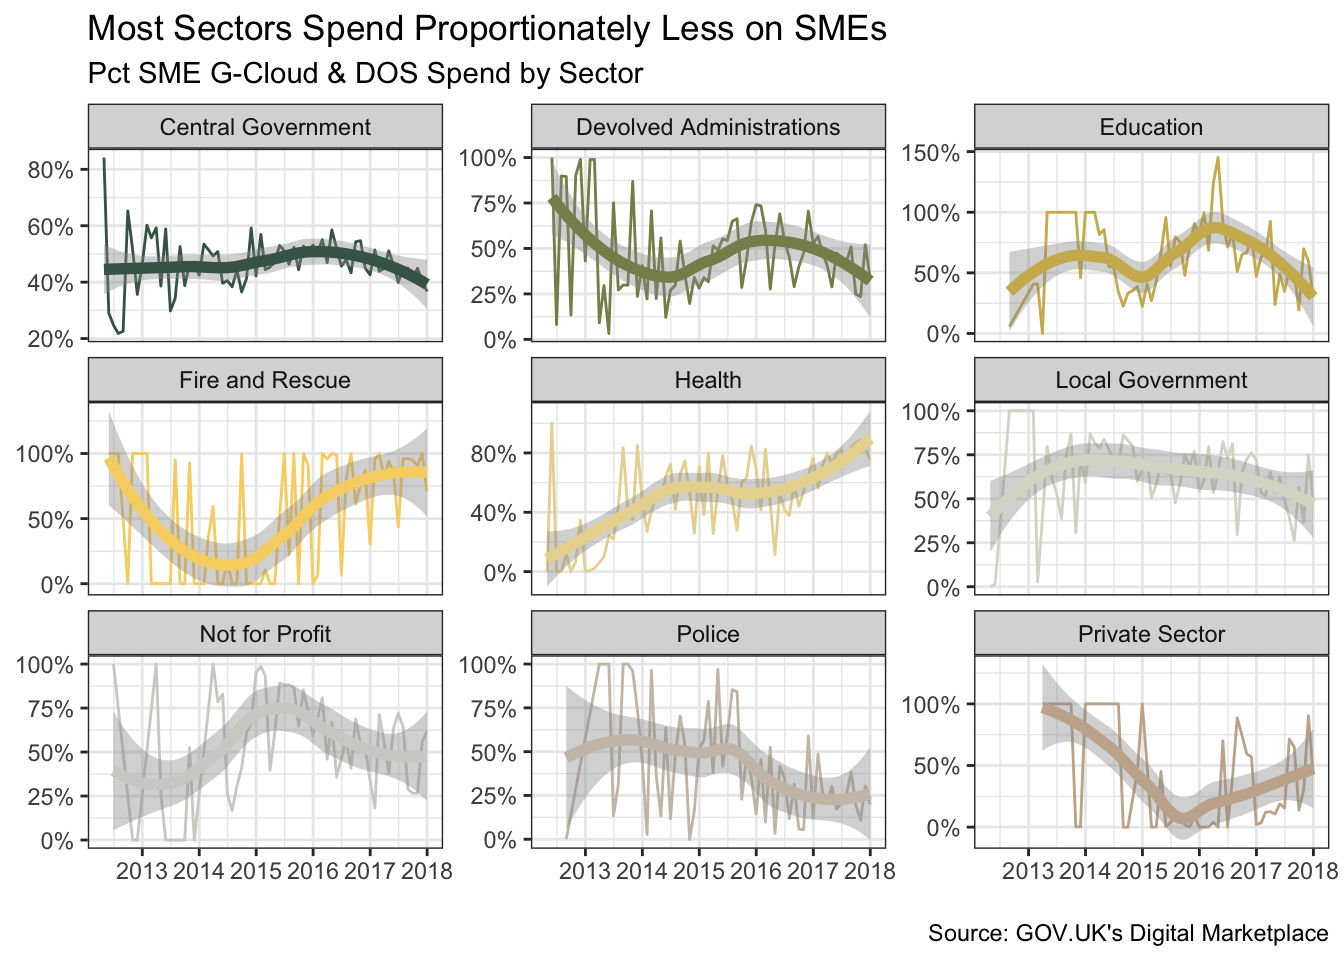 Most Sectors Spend Proportionately Less on SMEs
Pct SME G-Cloud & DOS Spend by Sector
Central Government
Devolved Administrations
Education
80%
60%
40%
20%
100%
75%
50%
25%
0%
150%
100%
50%
0%
Fire and Rescue
Health
Local Government
100%
50%
0%
80%
40%
0%
100%
75%
50%
25%
0%
Not for Profit
Police
Private Sector
100%
75%
50%
25%
0%
100%
75%
50%
25%
0%
100%
50%
0%
2013 2014 2015 2016 2017 2018
2013 2014 2015 2016 2017 2018
2013 2014 2015 2016 2017 2018
Source: GOV.UK's Digital Marketplace